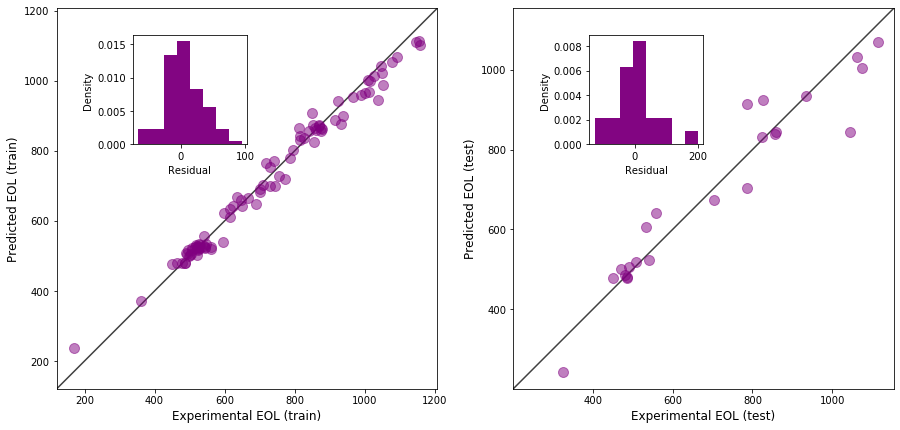 1200
1000
800
600
400
200
Predicted EOL (train)
200 400 600 800 1000 1200
Experimental EOL (train)
0.015
0.010
0.005
0.000
Density
0 100
Residual
1000
800
600
400
Predicted EOL (test)
400 600 800 1000
Experimental EOL (test)
0.008
0.006
0.004
0.002
0.000
Density
0 200
Residual